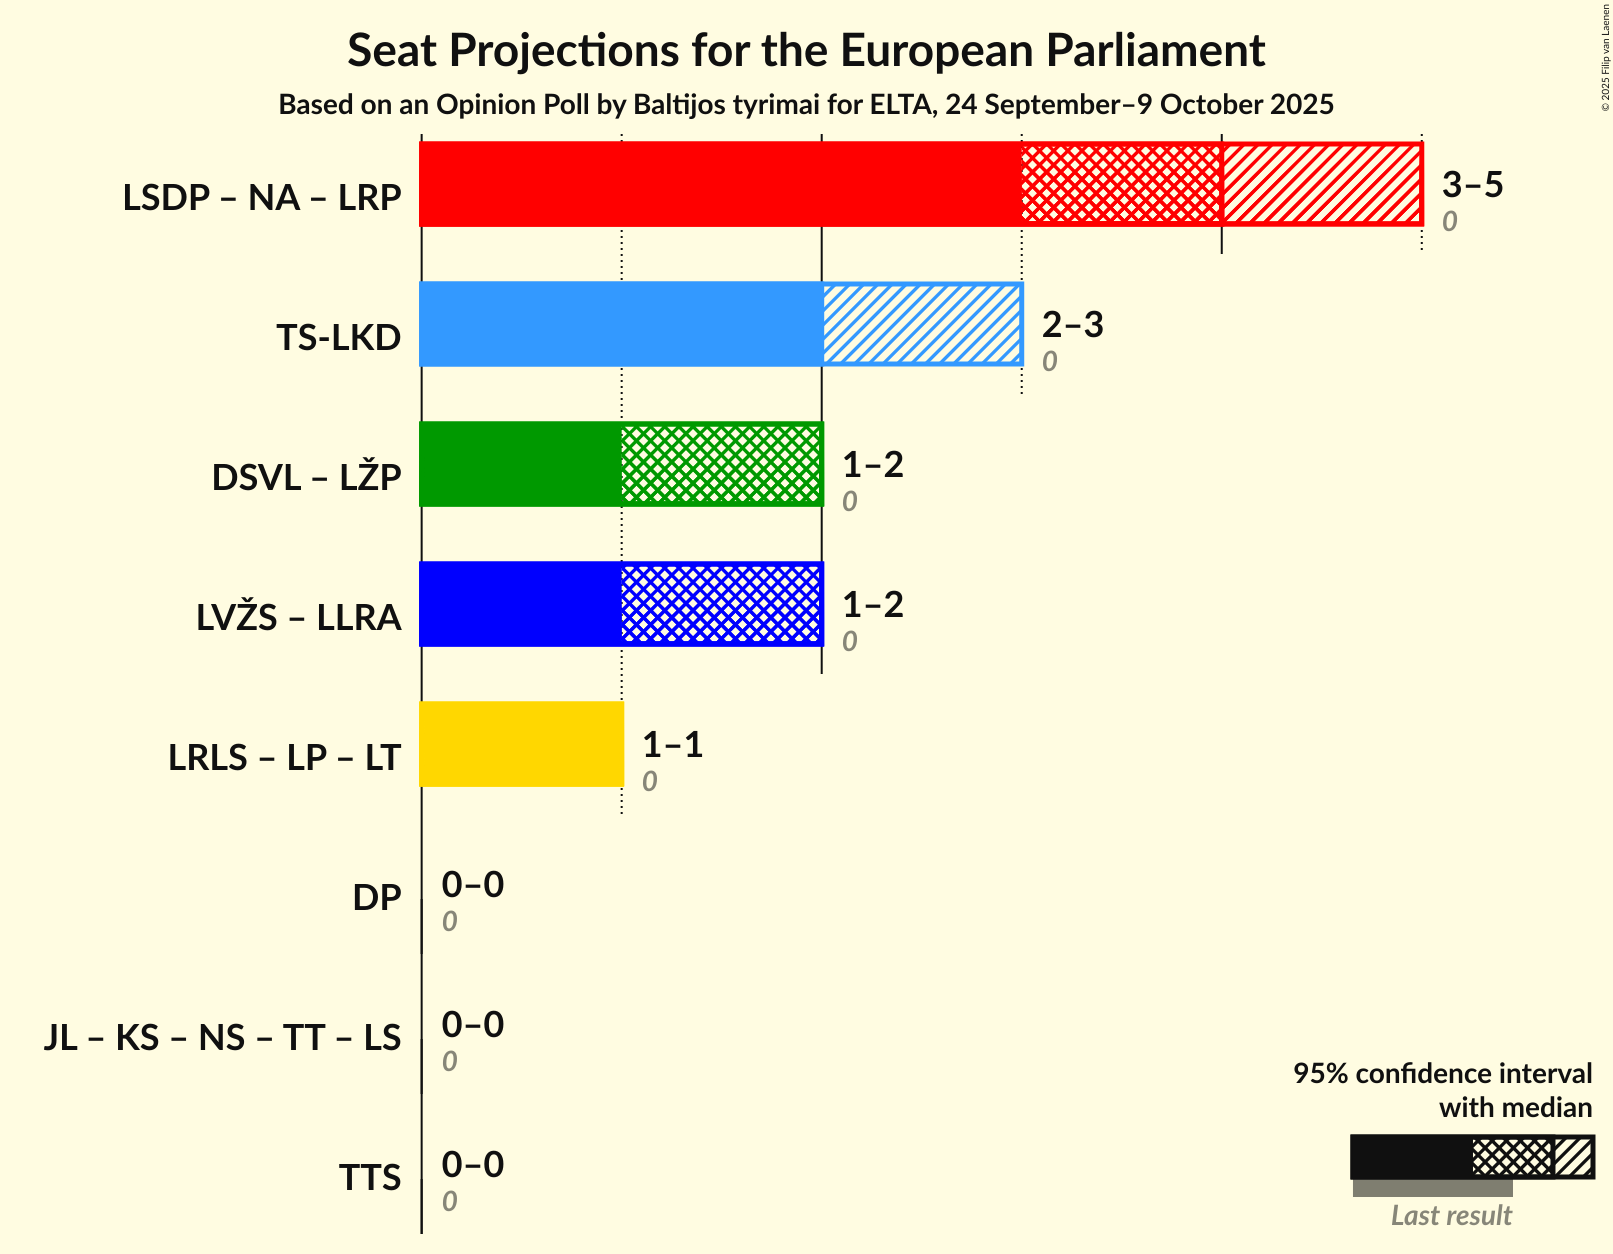 Seat Projections for the European Parliament
Based on an Opinion Poll by Baltijos tyrimai for ELTA, 24 September–9 October 2025
© 2025 Filip van Laenen
LSDP – NA – LRP
3–5
0
TS-LKD
2–3
0
DSVL – LŽP
1–2
0
LVŽS – LLRA
1–2
0
LRLS – LP – LT
1–1
0
DP
0–0
0
JL – KS – NS – TT – LS
0–0
0
TTS
0–0
0
95% confidence interval
with median
Last result